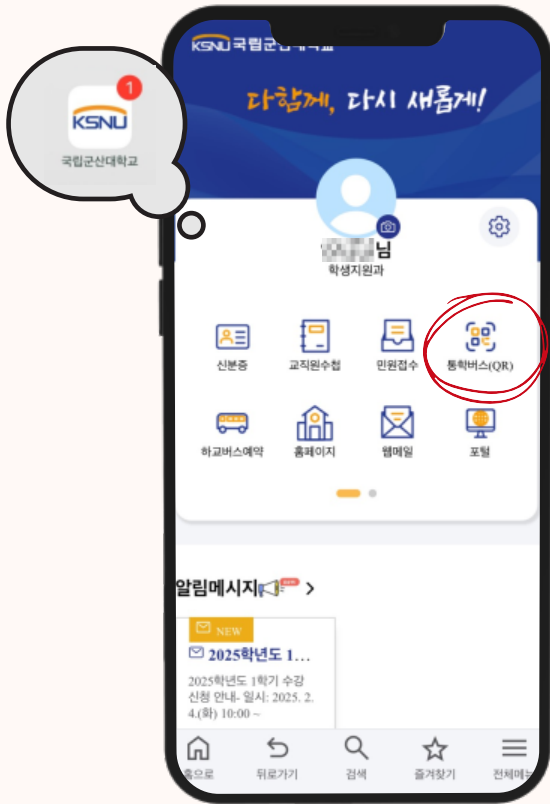 1
KSNU
국립군산대학교
KSNU 국립군산대학교
다함께, 다시 새롭게!
님
학생지원과
신분증
교직원수첩
민원접수
통학버스(QR)
하교버스예약
홈페이지
웹메일
포털
알림메시지
NEW
2025학년도 1...
2025학년도 1학기 수강
신청 안내- 일시: 2025. 2.
4.(화) 10:00 ~
홈으로
뒤로가기
검색
즐겨찾기
전체메뉴